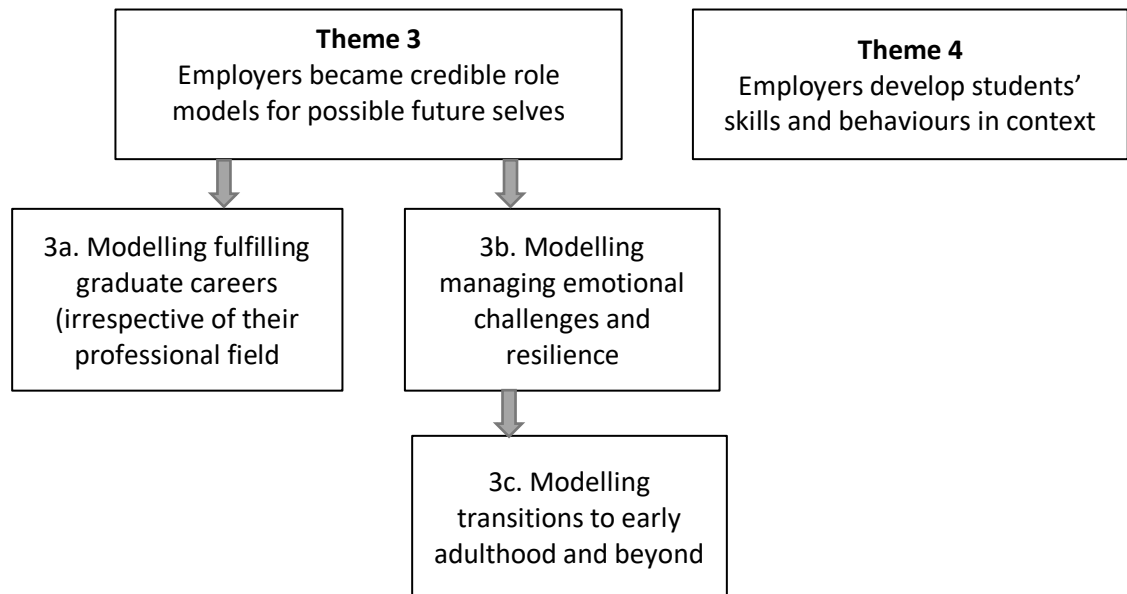 Theme 3
Employers became credible role
models for possible future selves
Theme 4
Employers develop students’
skills and behaviours in context
3a. Modelling fulfilling
graduate careers
(irrespective of their
professional field
3b. Modelling
managing emotional
challenges and
resilience
3c. Modelling
transitions to early
adulthood and beyond